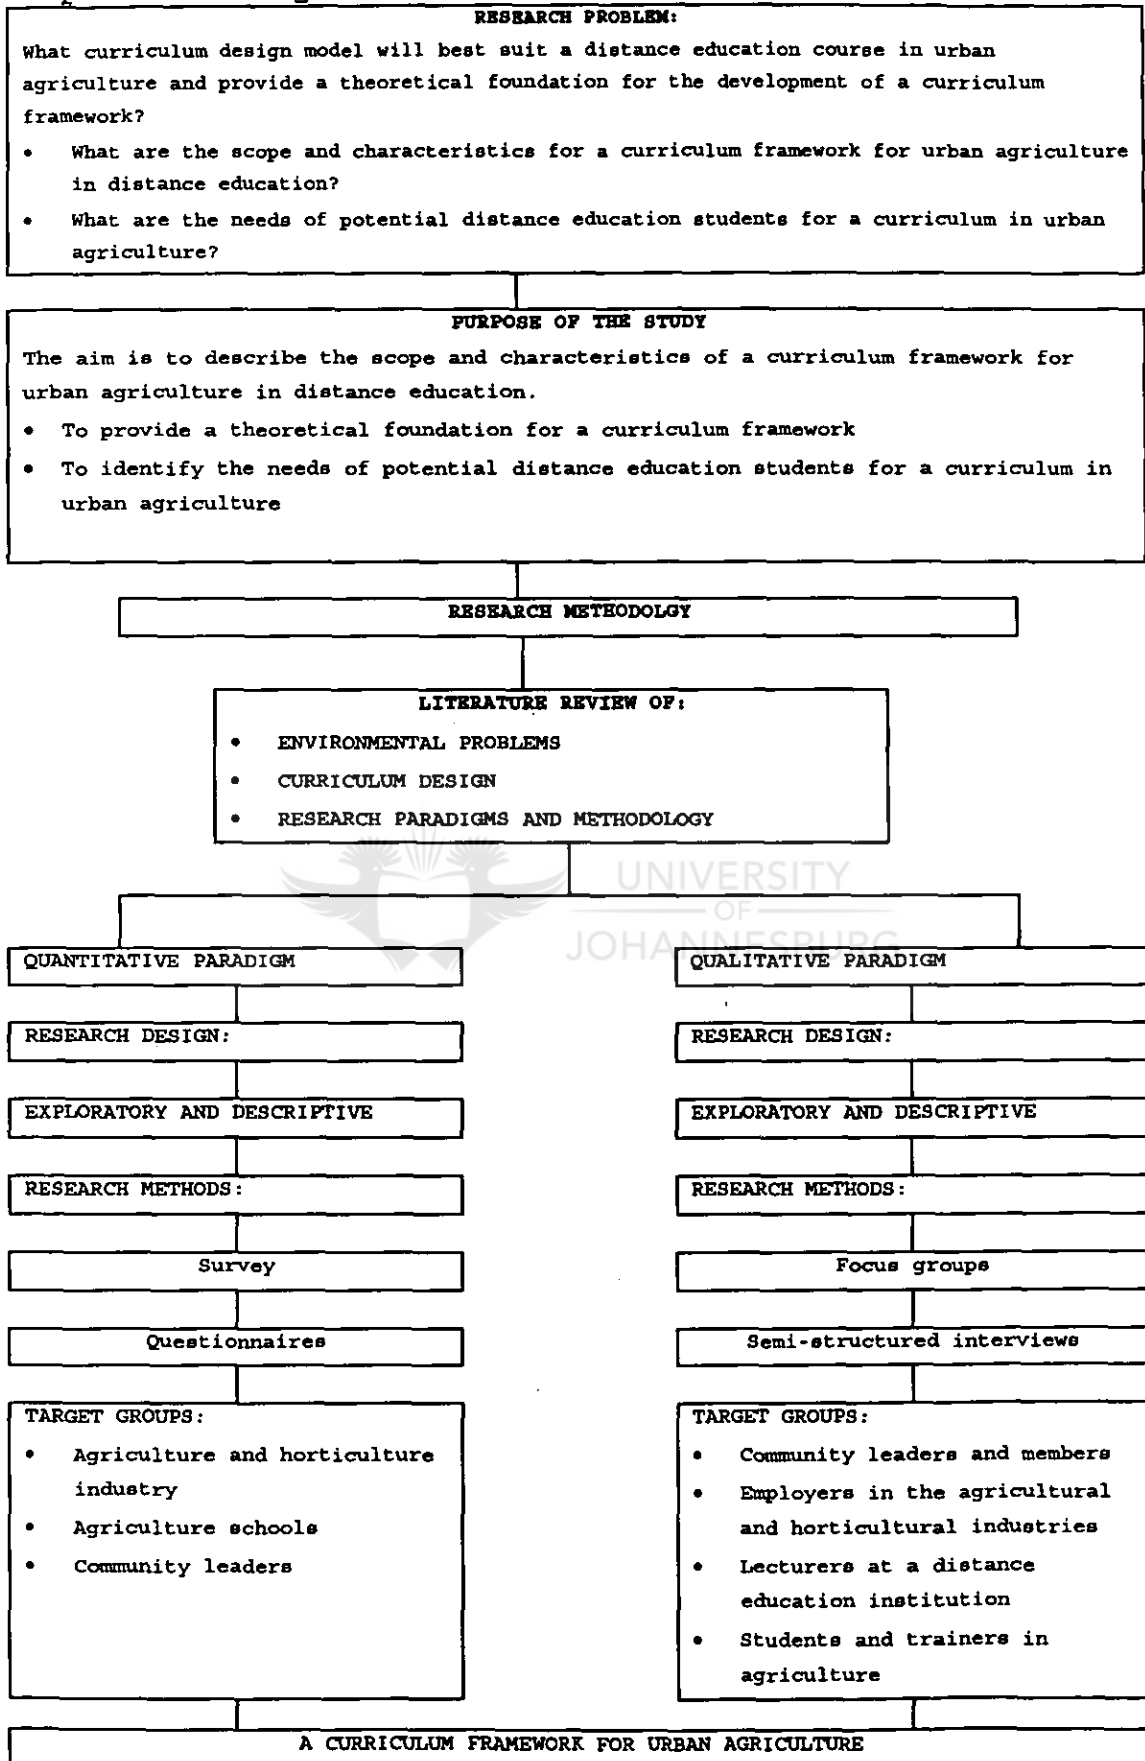 RESEARCH PROBLEM:
What curriculum design model will best suit a distance education course in urban
agriculture and provide a theoretical foundation for the development of a curriculum
framework?
• What are the scope and characteristics for a curriculum framework for urban agriculture
in distance education?
• What are the needs of potential distance education students for a curriculum in urban
agriculture?
PURPOSE OF THE STUDY
The aim is to describe the scope and characteristics of a curriculum framework for
urban agriculture in distance education.
• To provide a theoretical foundation for a curriculum framework
• To identify the needs of potential distance education students for a curriculum in
urban agriculture
RESEARCH METHODOLGY
LITERATURE REVIEW OF:
• ENVIRONMENTAL PROBLEMS
• CURRICULUM DESIGN
• RESEARCH PARADIGMS AND METHODOLOGY
UNIVERSITY
OF
JOHANNESBURG
QUANTITATIVE PARADIGM
RESEARCH DESIGN:
EXPLORATORY AND DESCRIPTIVE
RESEARCH METHODS:
Survey
Questionnaires
TARGET GROUPS:
• Agriculture and horticulture
industry
• Agriculture schools
• Community leaders
QUALITATIVE PARADIGM
RESEARCH DESIGN:
EXPLORATORY AND DESCRIPTIVE
RESEARCH METHODS:
Focus groups
Semi-structured interviews
TARGET GROUPS:
• Community leaders and members
• Employers in the agricultural
and horticultural industries
• Lecturers at a distance
education institution
• Students and trainers in
agriculture
A CURRICULUM FRAMEWORK FOR URBAN AGRICULTURE